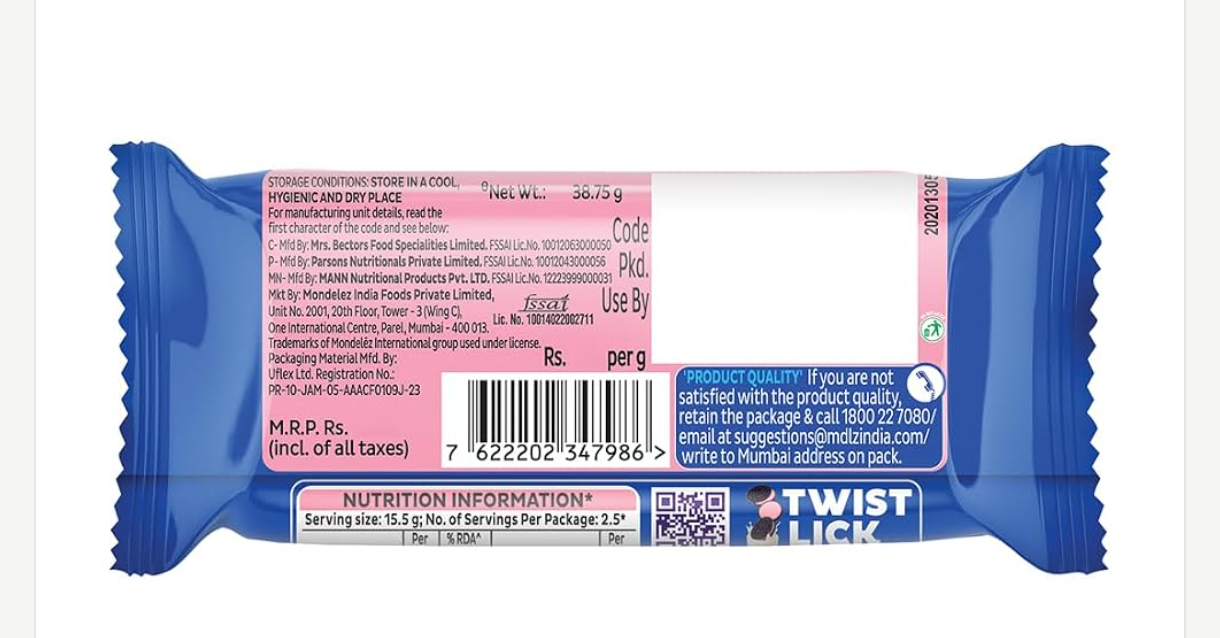 STORAGE CONDITIONS: STORE IN A COOL,
HYGIENIC AND DRY PLACE
For manufacturing unit details, read the
first character of the code and see below:
C- Mfd By: Mrs. Bectors Food Specialities Limited. FSSAI Lic.No. 10012063000050
P- Mfd By: Parsons Nutritionals Private Limited. FSSAI Lic.No. 10012043000056
MN- Mfd By: MANN Nutritional Products Pvt. LTD. FSSAI Lic.No. 12223999000031
Mkt By: Mondelez India Foods Private Limited,
Unit No. 2001, 20th Floor, Tower - 3 (Wing C),
One International Centre, Parel, Mumbai - 400 013.
Trademarks of Mondelēz International group used under license.
Packaging Material Mfd. By:
Uflex Ltd. Registration No.:
PR-10-JAM-05-AAACF0109J-23
M.R.P. Rs.
(incl. of all taxes)
eNet Wt.: 38.75 g
Code
Pkd.
Use By
fssai
Lic. No. 10014022002711
Rs. per g
7 622202 347986 >
2020130
'PRODUCT QUALITY' If you are not
satisfied with the product quality,
retain the package & call 1800 22 7080/
email at suggestions@mdlzindia.com/
write to Mumbai address on pack.
NUTRITION INFORMATION*
Serving size: 15.5 g; No. of Servings Per Package: 2.5*
Per % RDA^ Per
TWIST
LICK